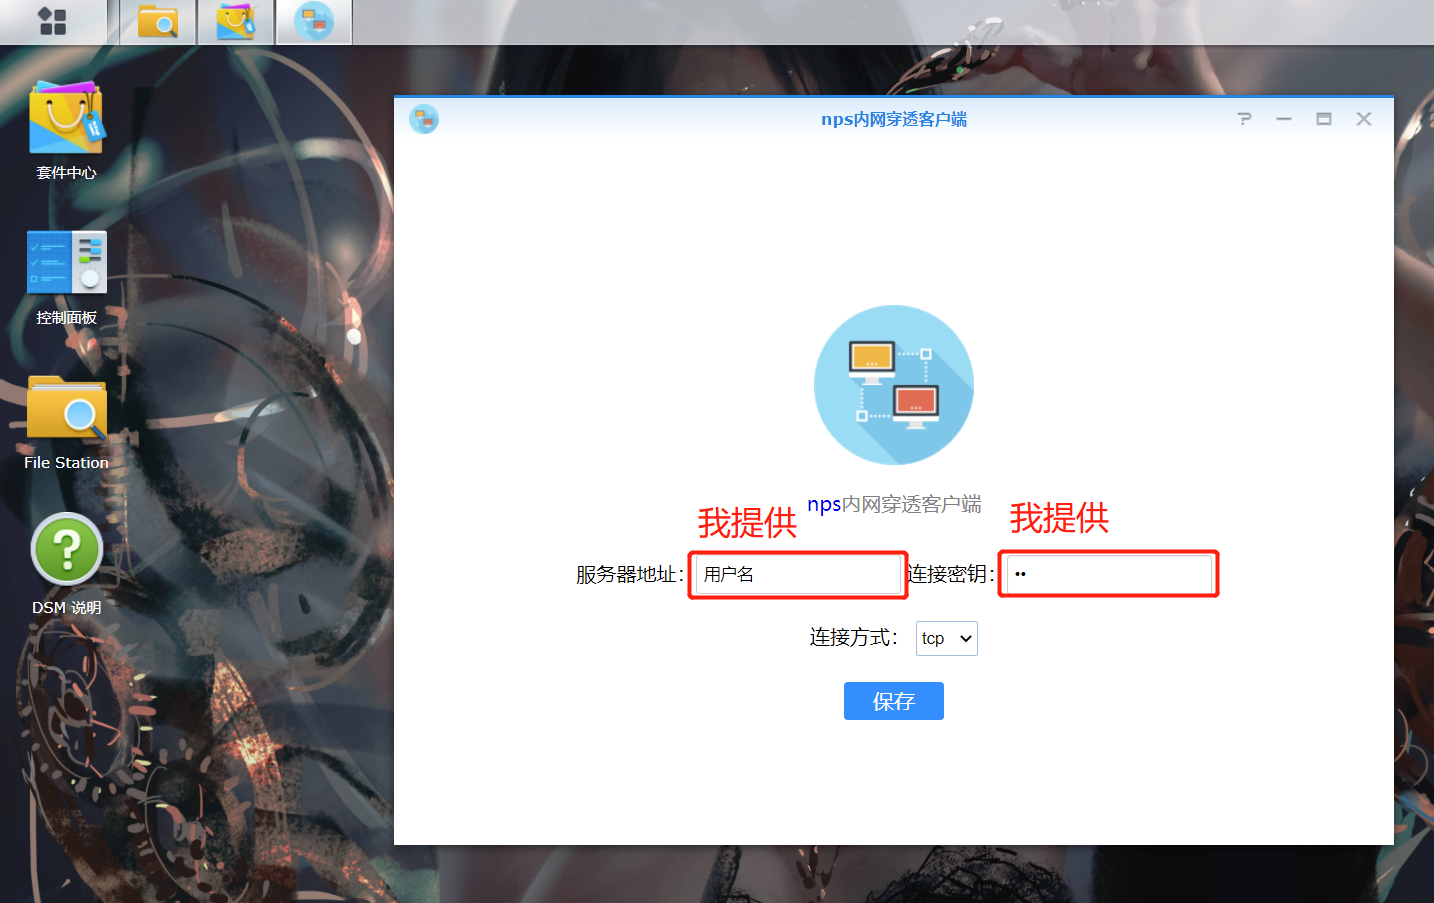 套件中心
控制面板
File Station
DSM 说明
nps内网穿透客户端
nps内网穿透客户端
我提供
我提供
服务器地址: 用户名 连接密钥: ••
连接方式: tcp
保存